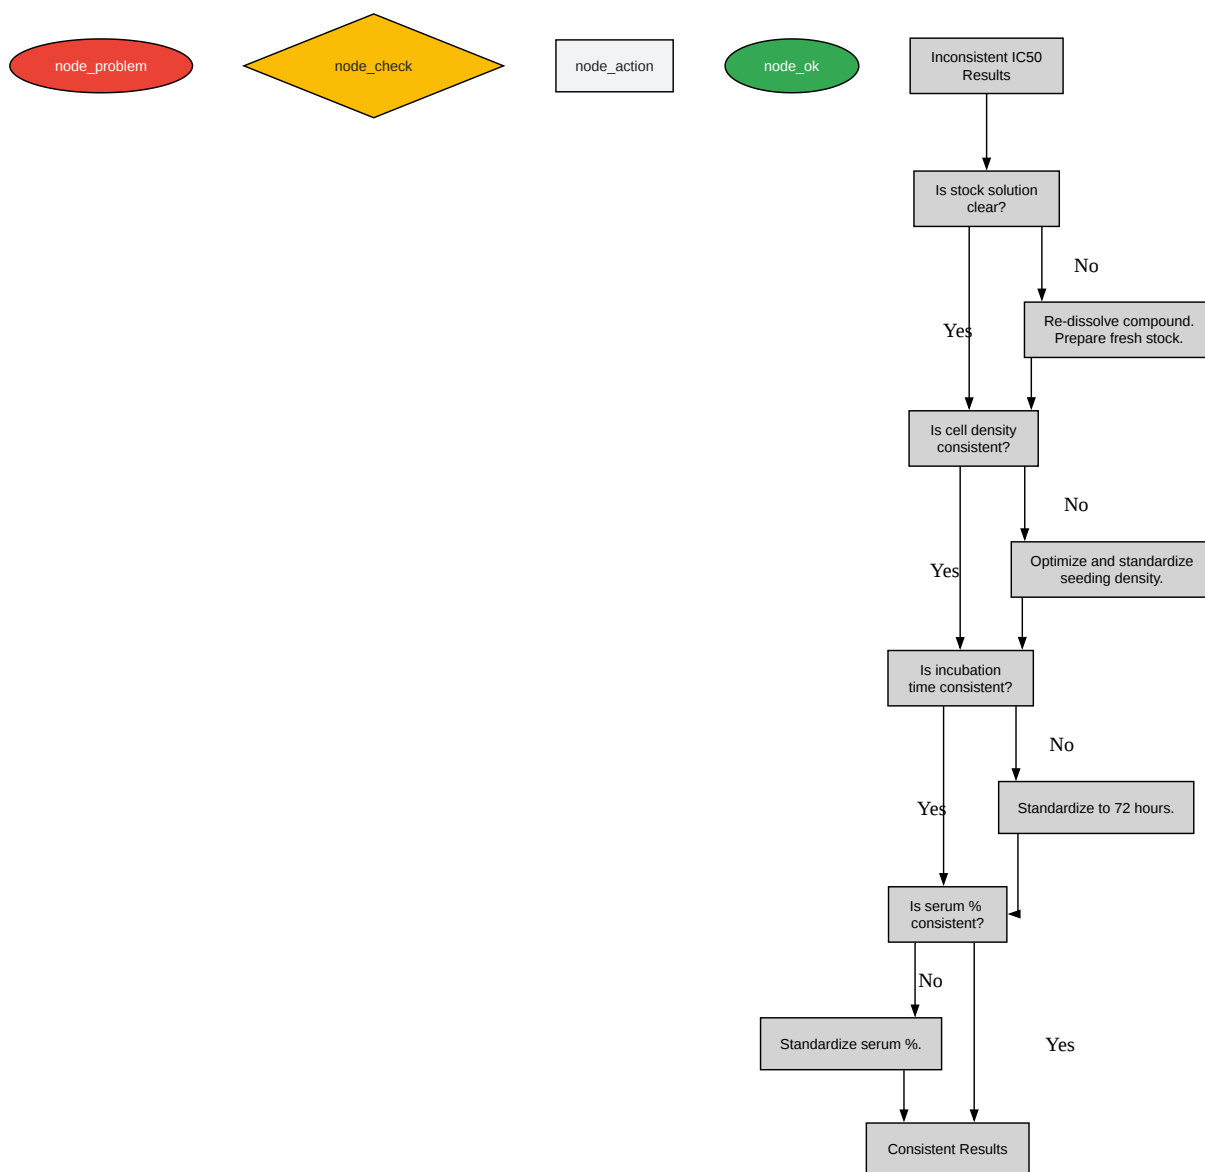 node_problem
node_check
node_action
node_ok
Inconsistent IC50
Results
Is stock solution
clear?
No
Re-dissolve compound.
Prepare fresh stock.
Yes
Is cell density
consistent?
No
Optimize and standardize
seeding density.
Yes
Is incubation
time consistent?
No
Standardize to 72 hours.
Yes
Is serum %
consistent?
No
Standardize serum %.
Yes
Consistent Results